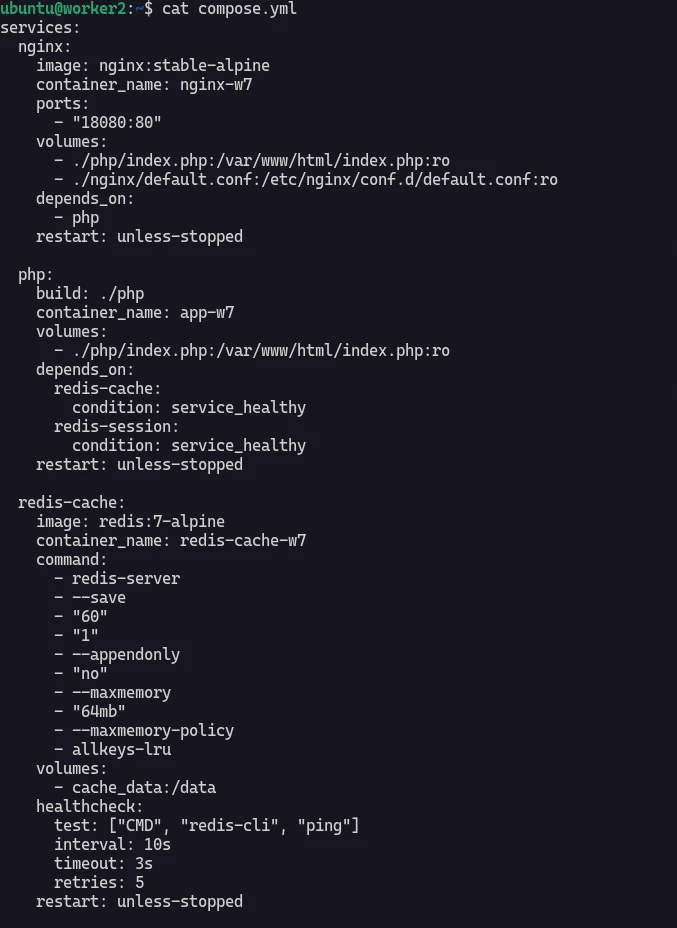 ubuntu@worker2:~$ cat compose.yml
services:
  nginx:
    image: nginx:stable-alpine
    container_name: nginx-w7
    ports:
      - "18080:80"
    volumes:
      - ./php/index.php:/var/www/html/index.php:ro
      - ./nginx/default.conf:/etc/nginx/conf.d/default.conf:ro
    depends_on:
      - php
    restart: unless-stopped

  php:
    build: ./php
    container_name: app-w7
    volumes:
      - ./php/index.php:/var/www/html/index.php:ro
    depends_on:
      redis-cache:
        condition: service_healthy
      redis-session:
        condition: service_healthy
    restart: unless-stopped

  redis-cache:
    image: redis:7-alpine
    container_name: redis-cache-w7
    command:
      - redis-server
      - --save
      - "60"
      - "1"
      - --appendonly
      - "no"
      - --maxmemory
      - "64mb"
      - --maxmemory-policy
      - allkeys-lru
    volumes:
      - cache_data:/data
    healthcheck:
      test: ["CMD", "redis-cli", "ping"]
      interval: 10s
      timeout: 3s
      retries: 5
    restart: unless-stopped